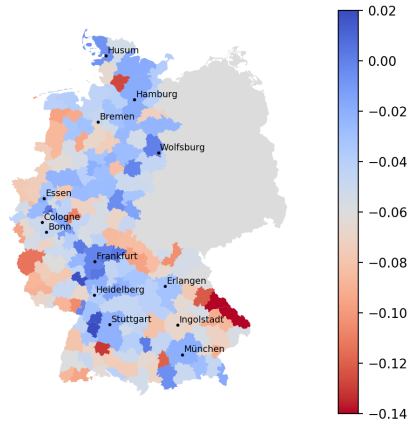 Husum
Hamburg
Bremen
Wolfsburg
Essen
Cologne
Bonn
Frankfurt
Erlangen
Heidelberg
Stuttgart
Ingolstadt
München
0.02
0.00
−0.02
−0.04
−0.06
−0.08
−0.10
−0.12
−0.14